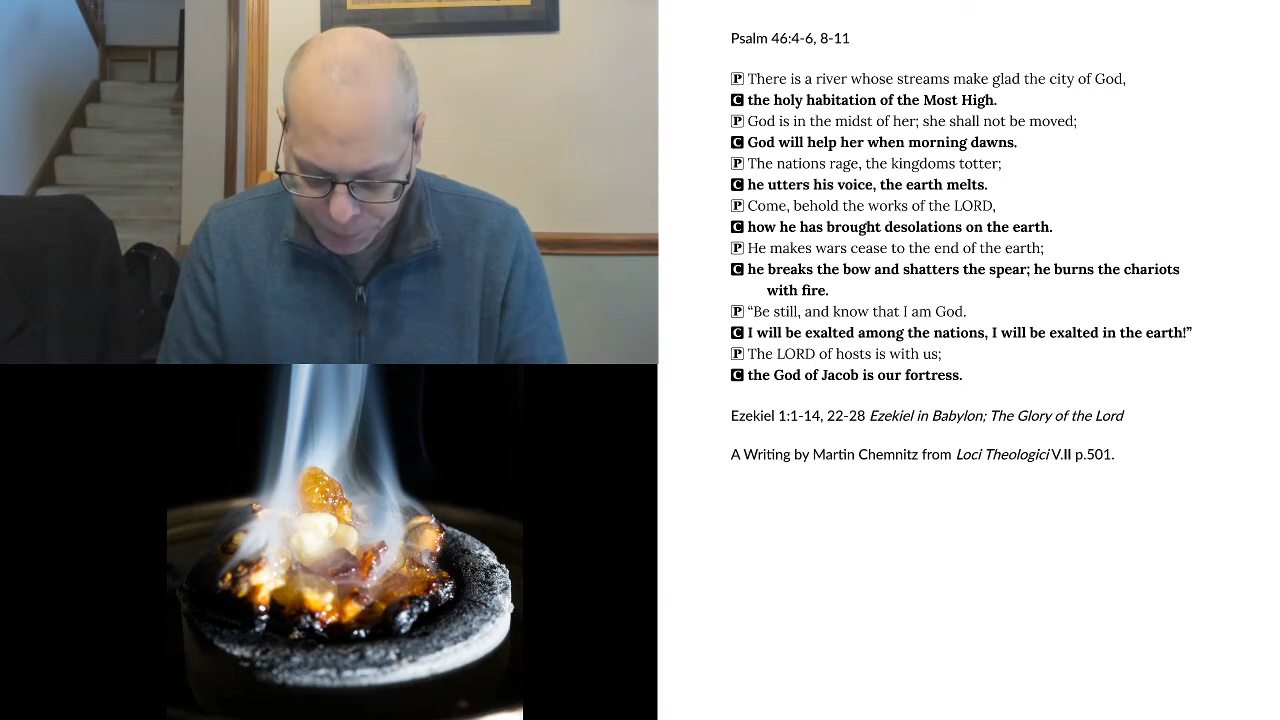 Psalm 46:4-6, 8-11
P There is a river whose streams make glad the city of God,
C the holy habitation of the Most High.
P God is in the midst of her; she shall not be moved;
C God will help her when morning dawns.
P The nations rage, the kingdoms totter;
C he utters his voice, the earth melts.
P Come, behold the works of the LORD,
C how he has brought desolations on the earth.
P He makes wars cease to the end of the earth;
C he breaks the bow and shatters the spear; he burns the chariots
with fire.
P “Be still, and know that I am God.
C I will be exalted among the nations, I will be exalted in the earth!”
P The LORD of hosts is with us;
C the God of Jacob is our fortress.
Ezekiel 1:1-14, 22-28 Ezekiel in Babylon; The Glory of the Lord
A Writing by Martin Chemnitz from Loci Theologici V.II p.501.